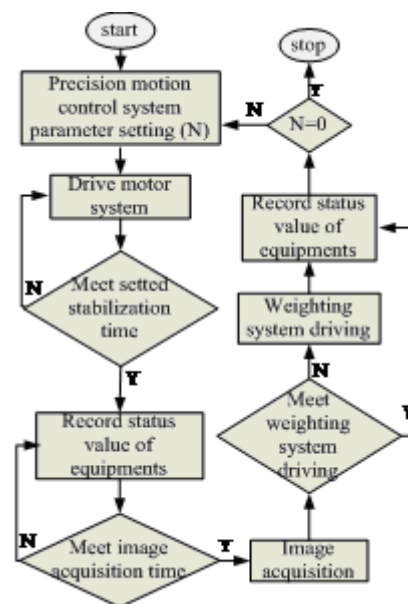 start
Precision motion
control system
parameter setting (N)
Drive motor
system
Meet setted
stabilization
time
N
Y
Record status
value of
equipments
N
Meet image
acquisition time
Y
Image
acquisition
Meet
weighting
system
driving
N
Y
Weighting
system driving
Record status
value of
equipments
N=0
N
Y
stop